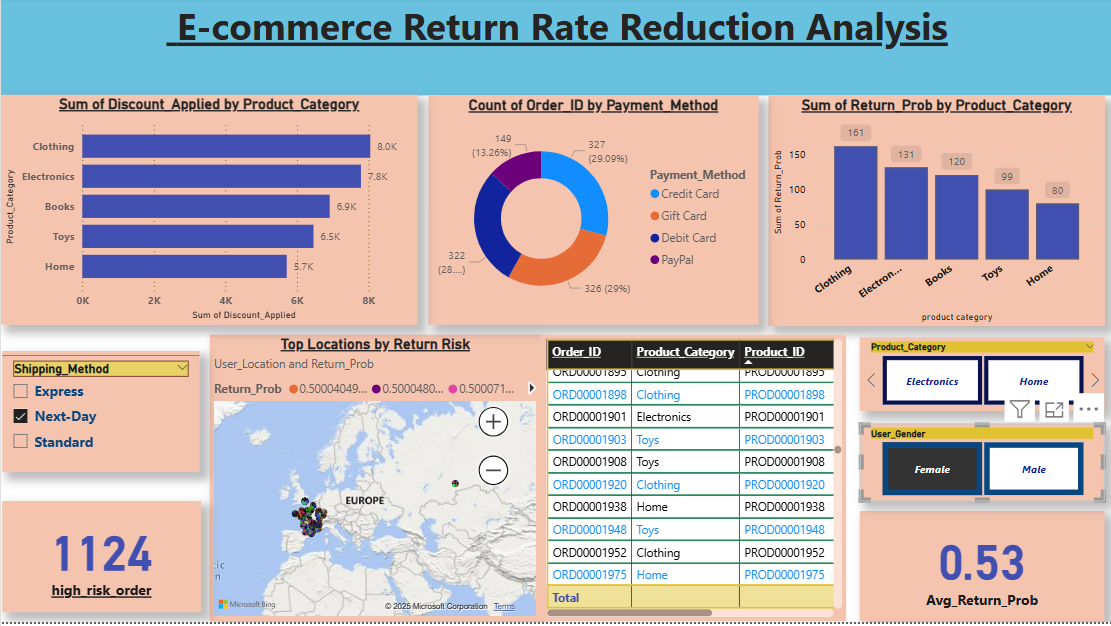 E-commerce Return Rate Reduction Analysis
Sum of Discount_Applied by Product_Category
Product_Category
Clothing 8.0K
Electronics 7.8K
Books 6.9K
Toys 6.5K
Home 5.7K
0K 2K 4K 6K 8K
Sum of Discount_Applied
Count of Order_ID by Payment_Method
149
(13.26%)
327
(29.09%)
322
(28....)
326 (29%)
Payment_Method
Credit Card
Gift Card
Debit Card
PayPal
Sum of Return_Prob by Product_Category
Sum of Return_Prob
150
100
50
0
161
131
120
99
80
Clothing
Electron...
Books
Toys
Home
product category
Shipping_Method
Express
Next-Day
Standard
1124
high_risk_order
Top Locations by Return Risk
User_Location and Return_Prob
Return_Prob 0.50004049... 0.5000480... 0.500071...
EUROPE
Microsoft Bing
© 2025 Microsoft Corporation Terms
Order_ID Product_Category Product_ID
ORD00001895 Clothing PROD00001895
ORD00001898 Clothing PROD00001898
ORD00001901 Electronics PROD00001901
ORD00001903 Toys PROD00001903
ORD00001908 Toys PROD00001908
ORD00001920 Clothing PROD00001920
ORD00001938 Home PROD00001938
ORD00001948 Toys PROD00001948
ORD00001952 Clothing PROD00001952
ORD00001975 Home PROD00001975
Total
Product_Category
Electronics
Home
User_Gender
Female
Male
0.53
Avg_Return_Prob